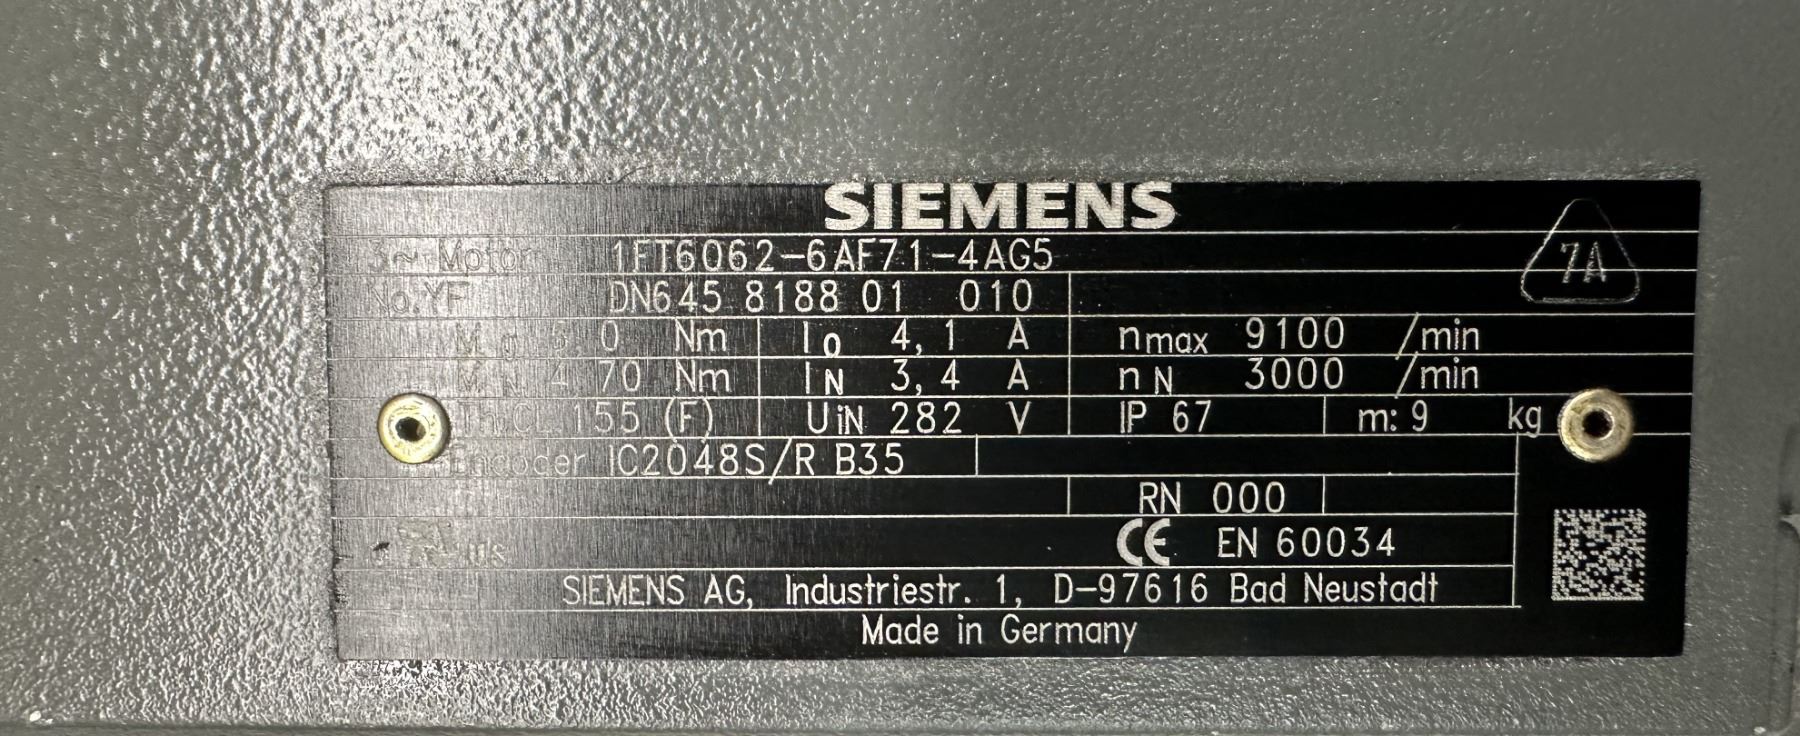 SIEMENS
3~ Motor 1FT6062-6AF71-4AG5
7A
No. YF DN645 8188 01 010
M0 6,0 Nm I0 4,1 A nmax 9100 /min
MN 4,70 Nm IN 3,4 A nN 3000 /min
Th.CL. 155 (F) UiN 282 V IP 67 m: 9 kg
Encoder IC2048S/R B35
RN 000
us CE EN 60034
SIEMENS AG, Industriestr. 1, D-97616 Bad Neustadt
Made in Germany